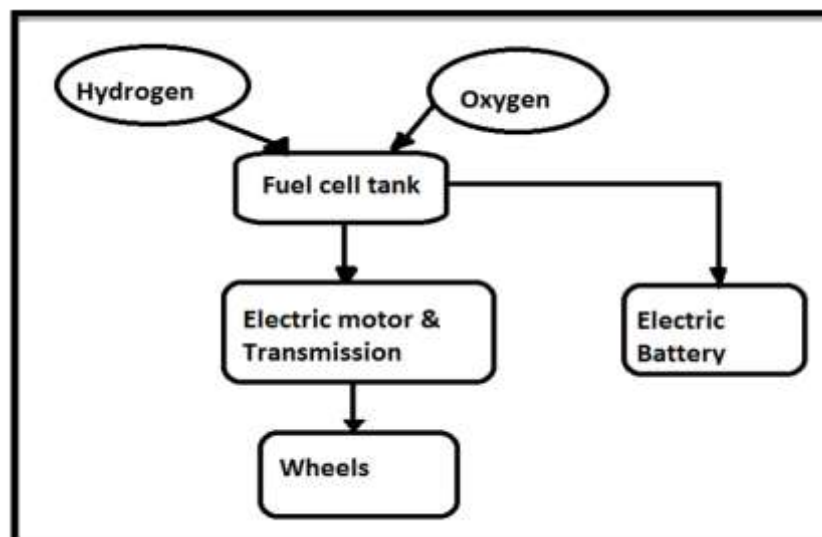 Hydrogen
Oxygen
Fuel cell tank
Electric motor &
Transmission
Electric
Battery
Wheels